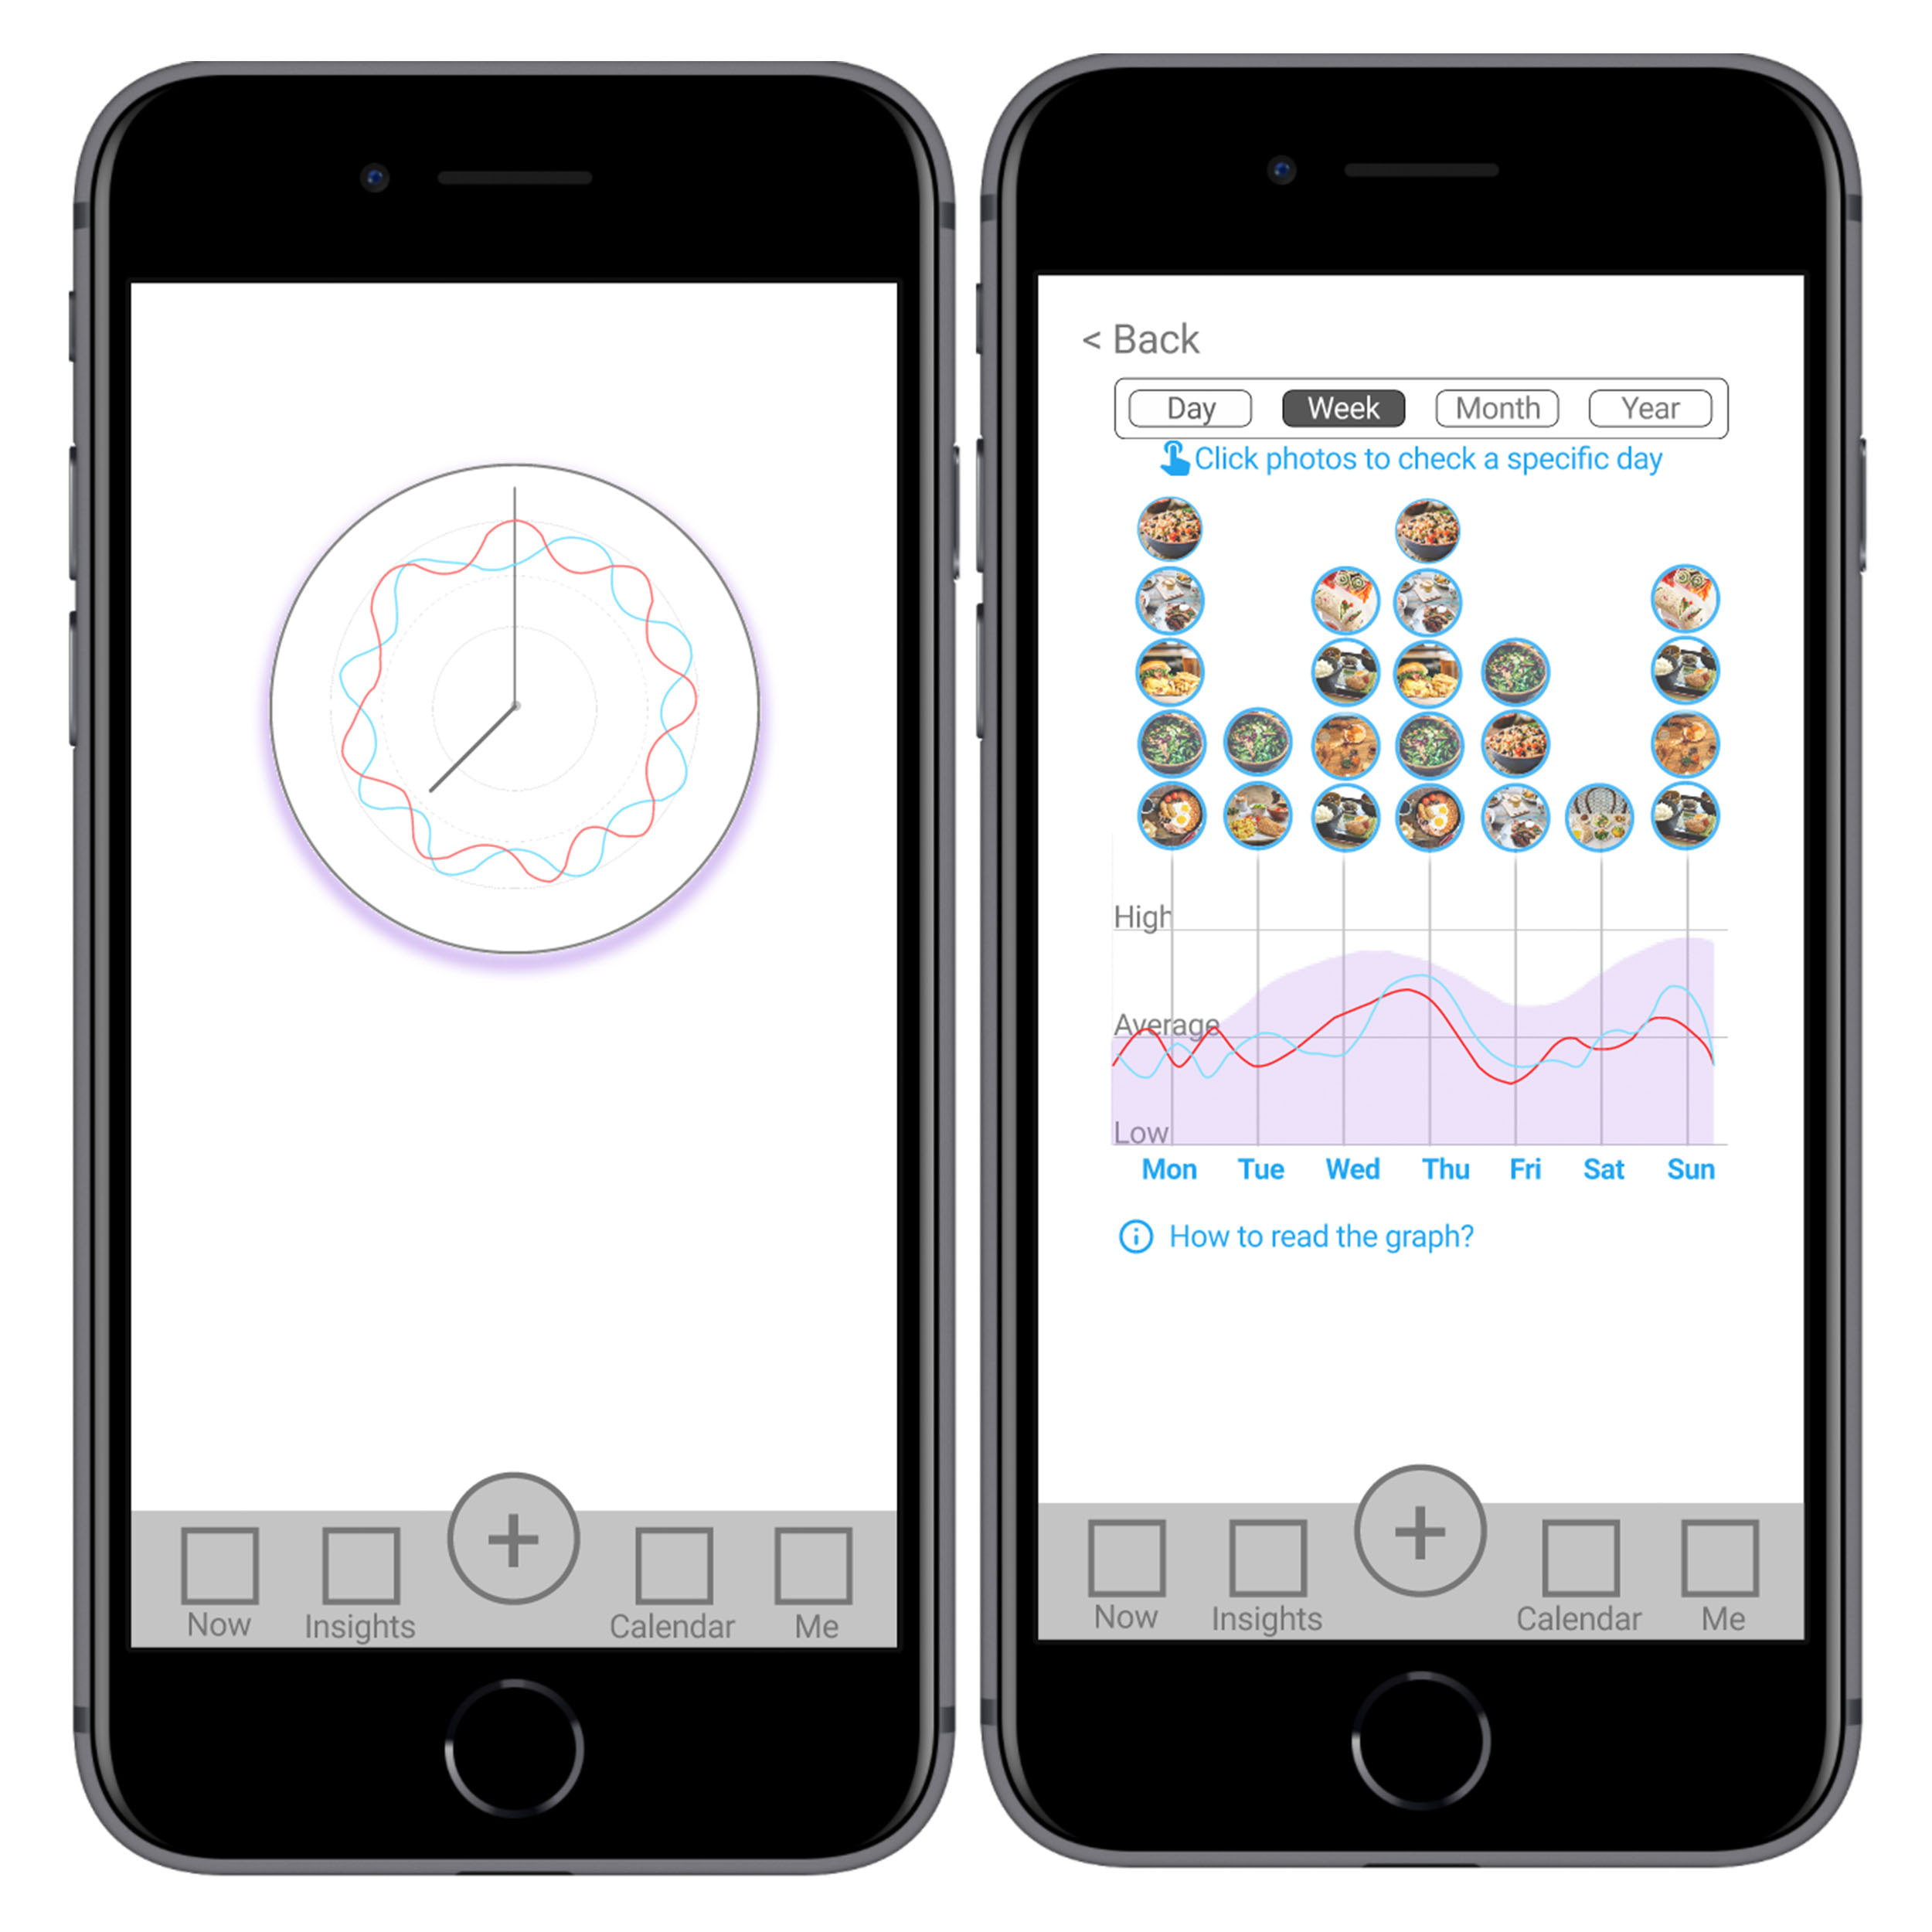 Now
Insights
+
Calendar
Me
< Back
Day
Week
Month
Year
Click photos to check a specific day
High
Average
Low
Mon Tue Wed Thu Fri Sat Sun
How to read the graph?
Now
Insights
+
Calendar
Me